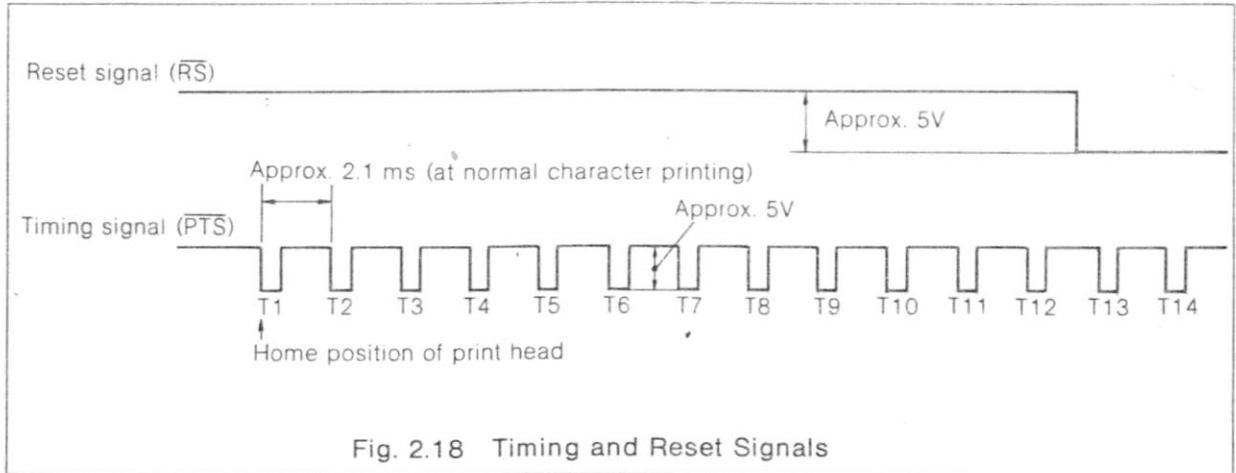 Reset signal (R̅S̅)
Approx. 5V
Approx. 2.1 ms (at normal character printing)
Approx. 5V
Timing signal (P̅T̅S̅)
T1 T2 T3 T4 T5 T6 T7 T8 T9 T10 T11 T12 T13 T14
Home position of print head
Fig. 2.18 Timing and Reset Signals